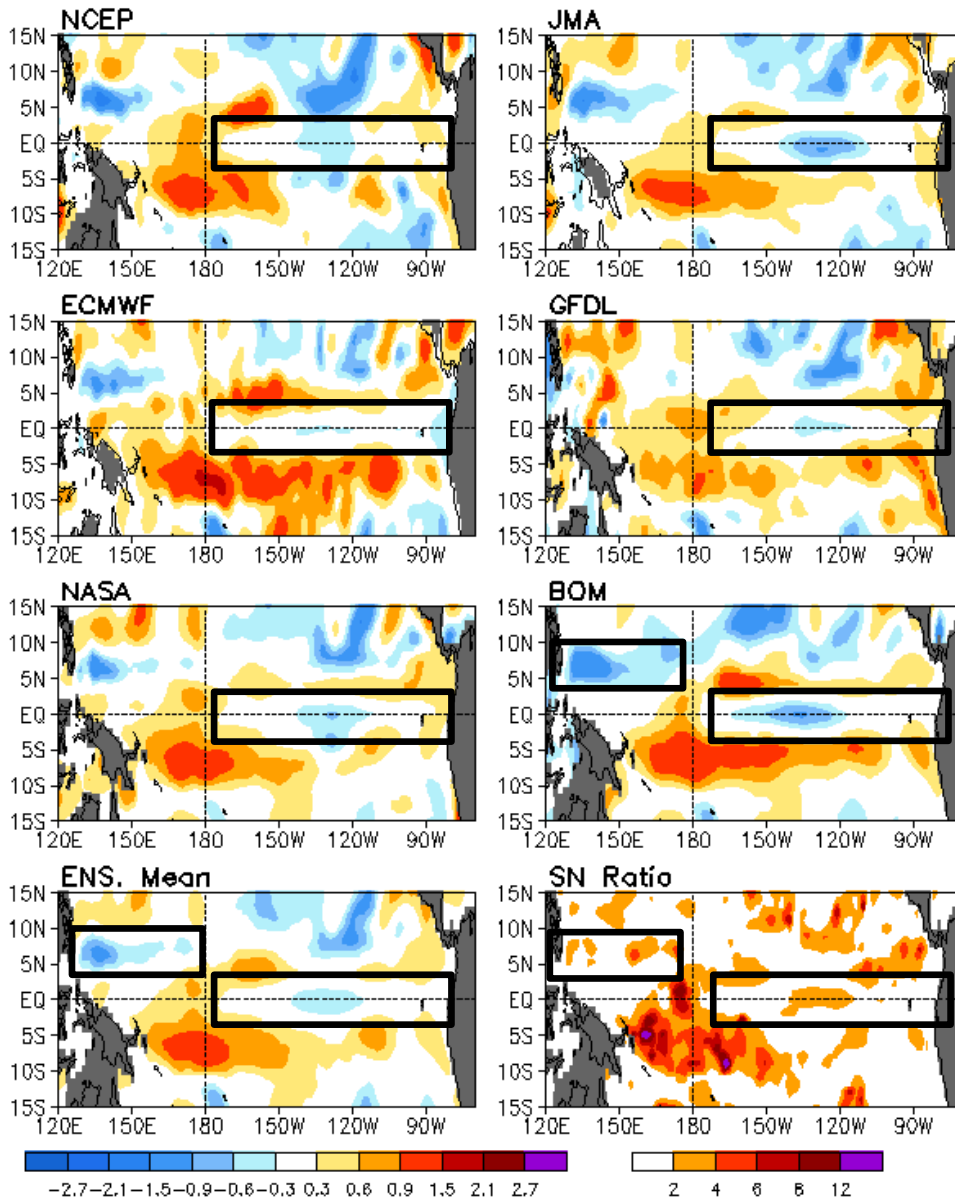 NCEP JMA
15N 15N
10N 10N
5N 5N
EQ EQ
5S 5S
10S 10S
15S 15S
120E 150E 180 150W 120W 90W 120E 150E 180 150W 120W 90W
ECMWF GFDL
15N 15N
10N 10N
5N 5N
EQ EQ
5S 5S
10S 10S
15S 15S
120E 150E 180 150W 120W 90W 120E 150E 180 150W 120W 90W
NASA BOM
15N 15N
10N 10N
5N 5N
EQ EQ
5S 5S
10S 10S
15S 15S
120E 150E 180 150W 120W 90W 120E 150E 180 150W 120W 90W
ENS. Mean SN Ratio
15N 15N
10N 10N
5N 5N
EQ EQ
5S 5S
10S 10S
15S 15S
120E 150E 180 150W 120W 90W 120E 150E 180 150W 120W 90W
-2.7 -2.1 -1.5 -0.9 -0.6 -0.3 0.3 0.6 0.9 1.5 2.1 2.7 2 4 6 8 12